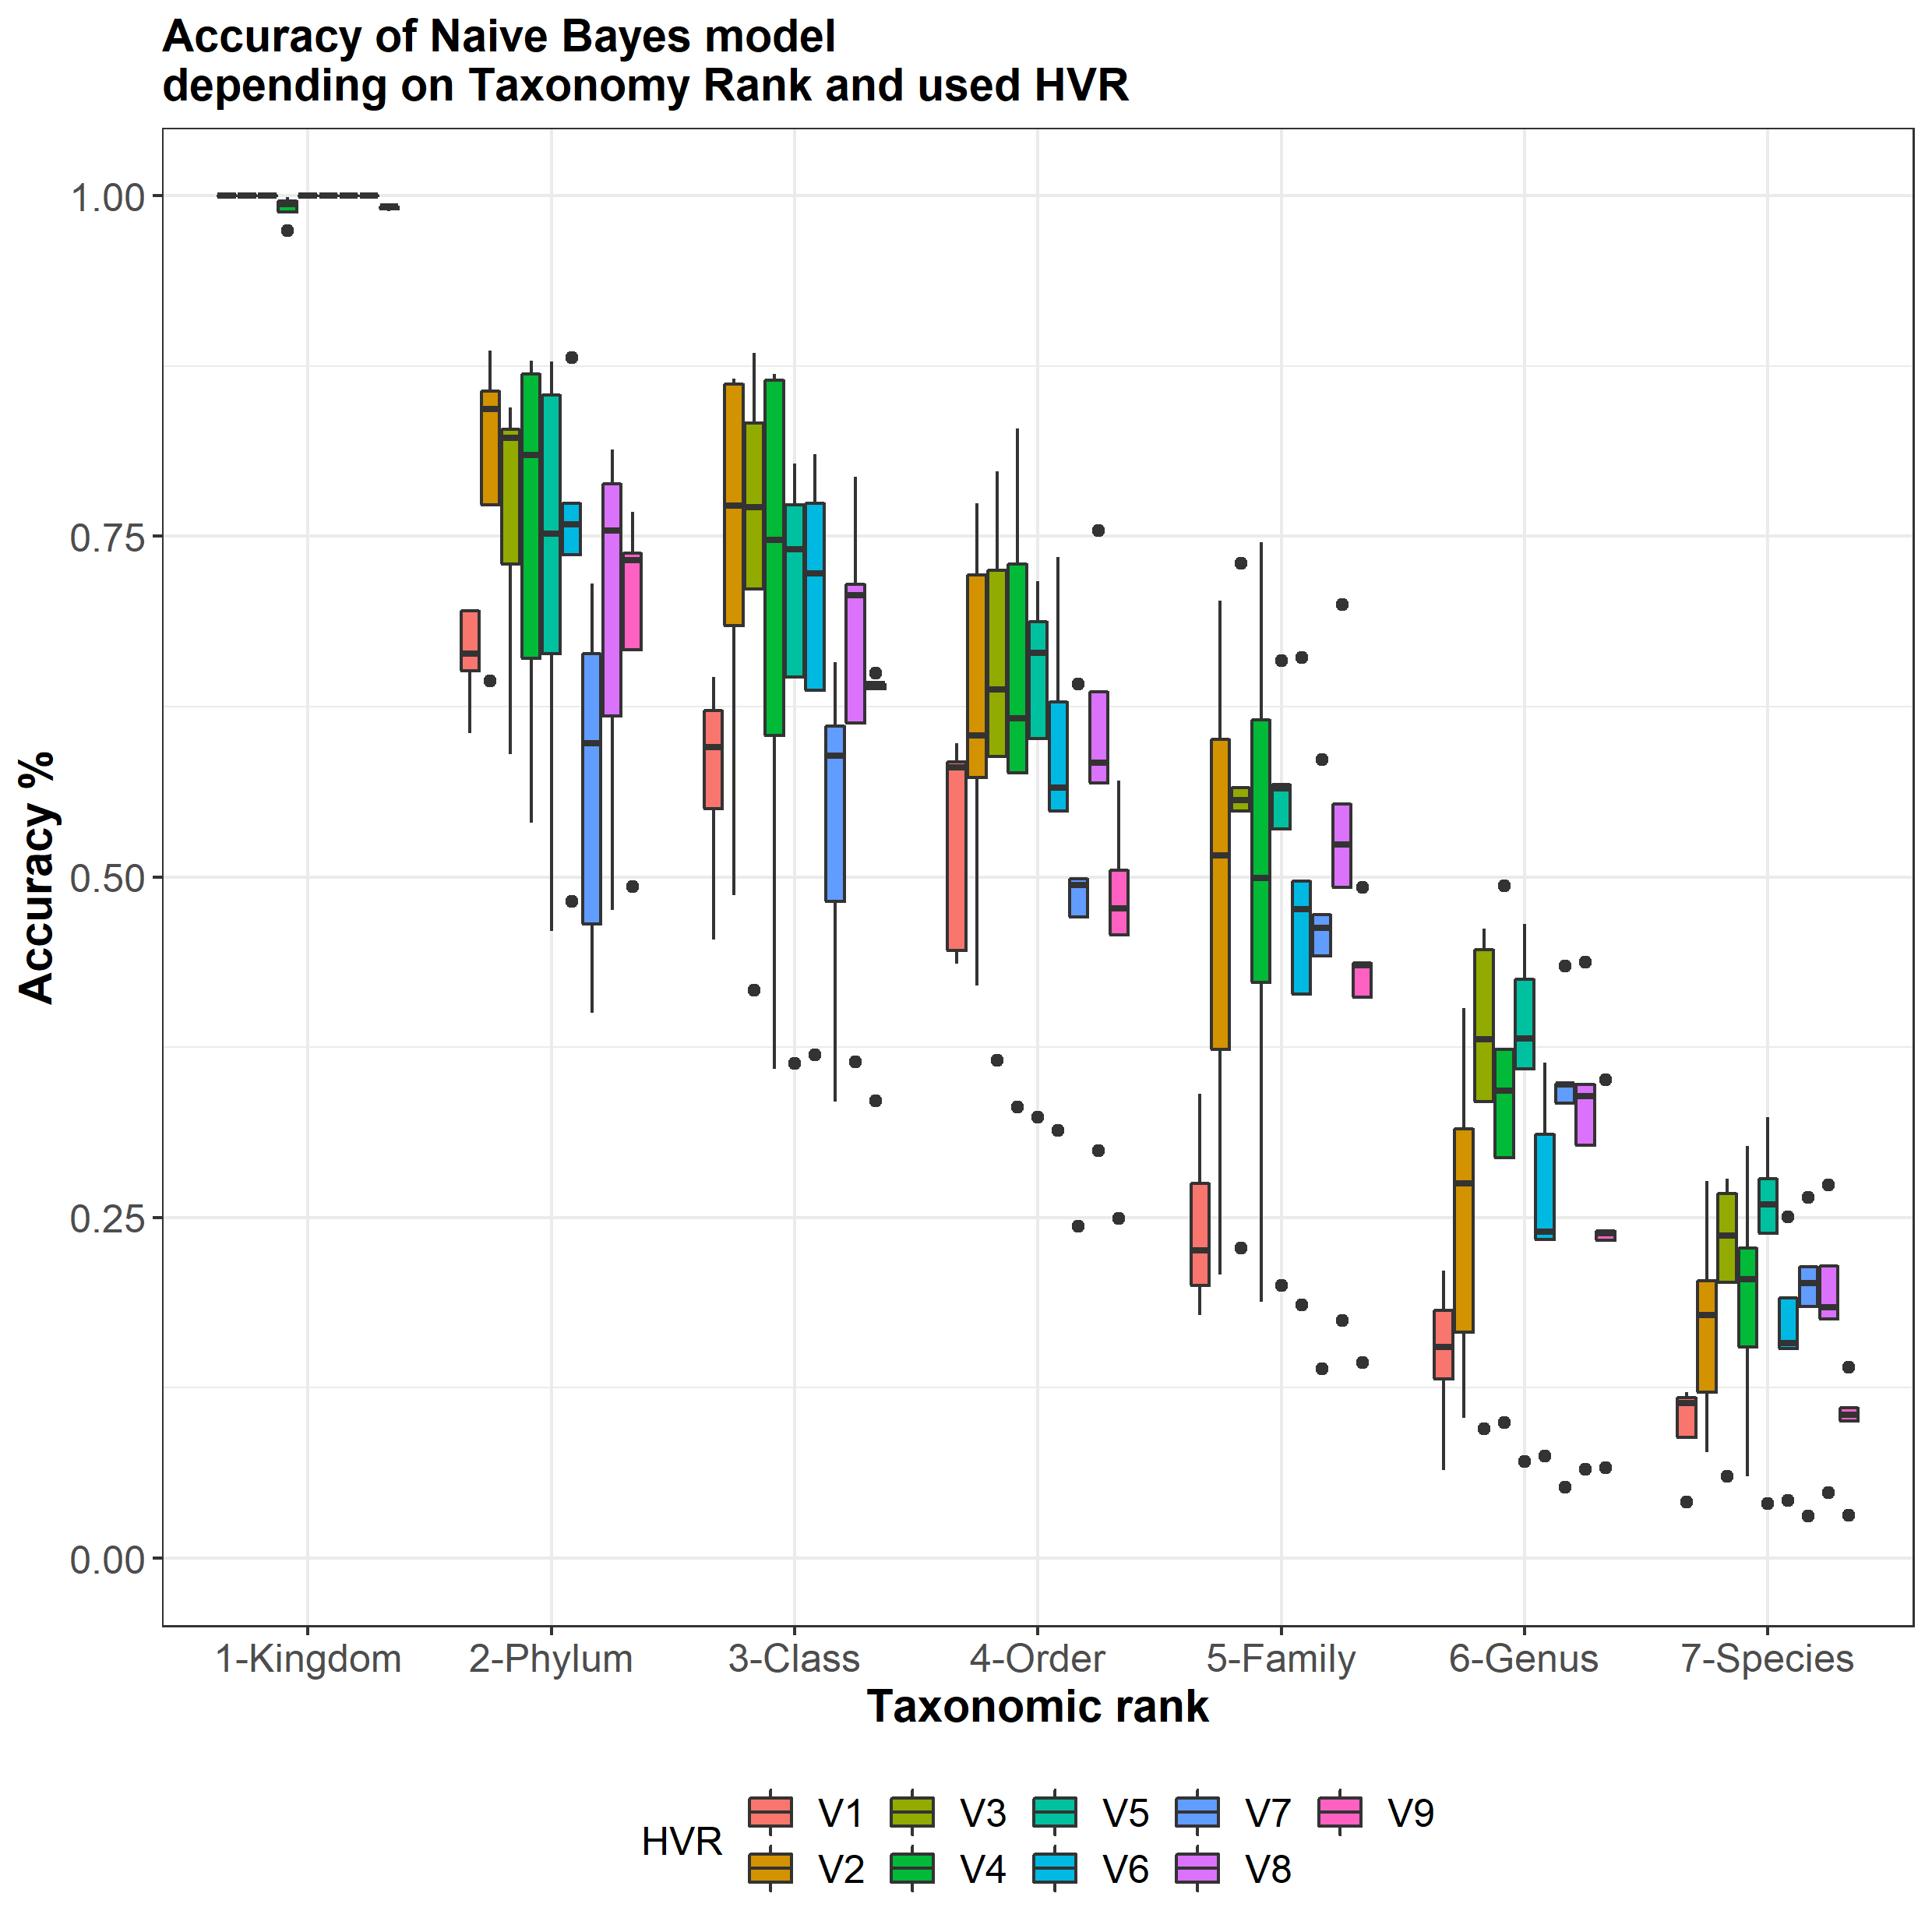 Accuracy of Naive Bayes model
depending on Taxonomy Rank and used HVR
Accuracy %
1.00
0.75
0.50
0.25
0.00
1-Kingdom 2-Phylum 3-Class 4-Order 5-Family 6-Genus 7-Species
Taxonomic rank
HVR
V1 V3 V5 V7 V9
V2 V4 V6 V8